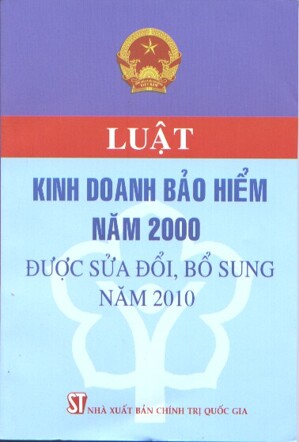 LUẬT
KINH DOANH BẢO HIỂM
NĂM 2000
ĐƯỢC SỬA ĐỔI, BỔ SUNG
NĂM 2010
ST NHÀ XUẤT BẢN CHÍNH TRỊ QUỐC GIA